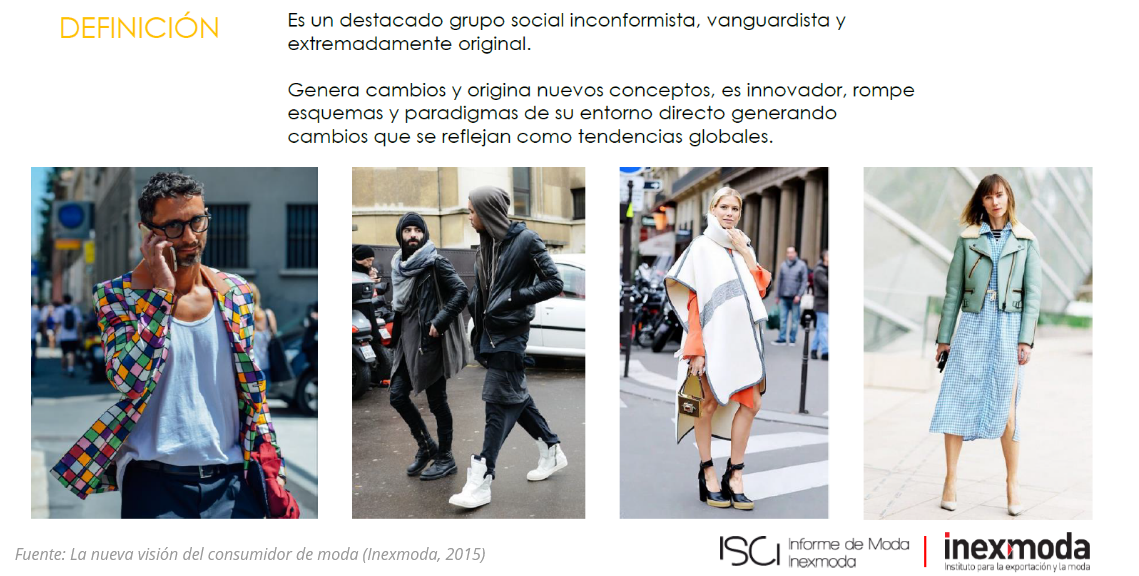 DEFINICIÓN
Es un destacado grupo social inconformista, vanguardista y
extremadamente original.
Genera cambios y origina nuevos conceptos, es innovador, rompe
esquemas y paradigmas de su entorno directo generando
cambios que se reflejan como tendencias globales.
Fuente: La nueva visión del consumidor de moda (Inexmoda, 2015)
ISCI
Informe de Moda
Inexmoda
inexmoda
Instituto para la exportación y la moda